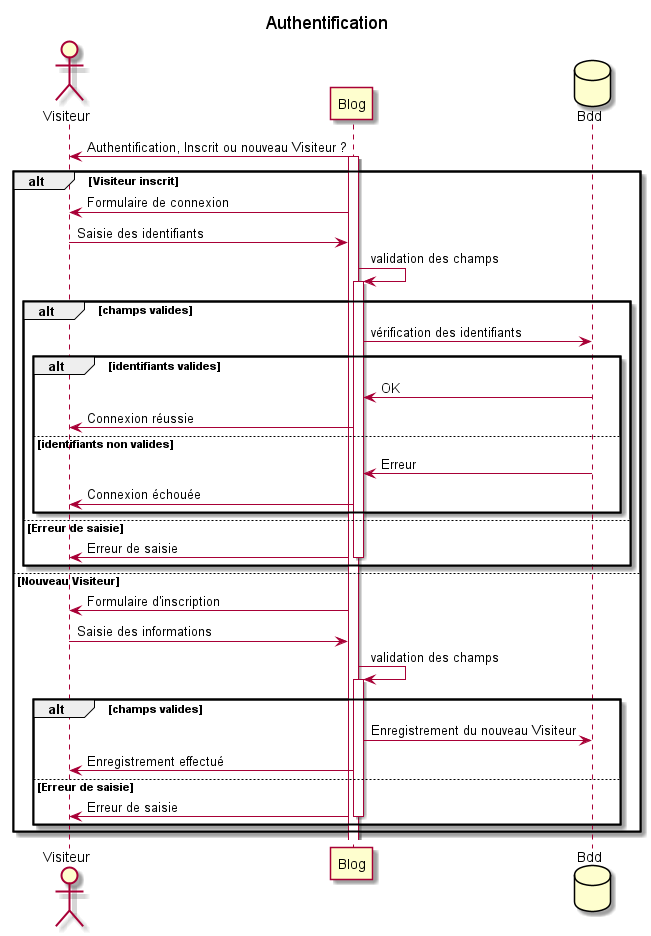 Authentification
Visiteur
Blog
Bdd
Authentification, Inscrit ou nouveau Visiteur ?
alt [Visiteur inscrit]
Formulaire de connexion
Saisie des identifiants
validation des champs
alt [champs valides]
vérification des identifiants
alt [identifiants valides]
OK
Connexion réussie
[identifiants non valides]
Erreur
Connexion échouée
[Erreur de saisie]
Erreur de saisie
[Nouveau Visiteur]
Formulaire d'inscription
Saisie des informations
validation des champs
alt [champs valides]
Enregistrement du nouveau Visiteur
Enregistrement effectué
[Erreur de saisie]
Erreur de saisie
Visiteur
Blog
Bdd